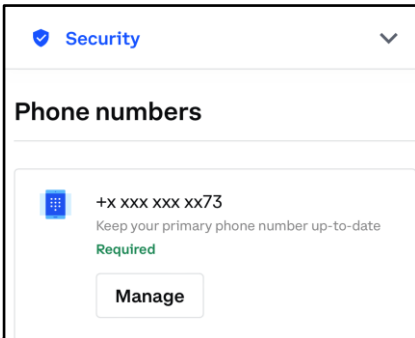 Security
Phone numbers
+x xxx xxx xx73
Keep your primary phone number up-to-date
Required
Manage